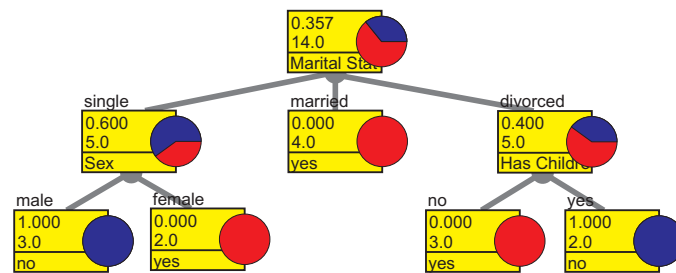 0.357
14.0
Marital Stat
single
married
divorced
0.600
5.0
Sex
0.000
4.0
yes
0.400
5.0
Has Childre
male
female
no
yes
1.000
3.0
no
0.000
2.0
yes
0.000
3.0
yes
1.000
2.0
no